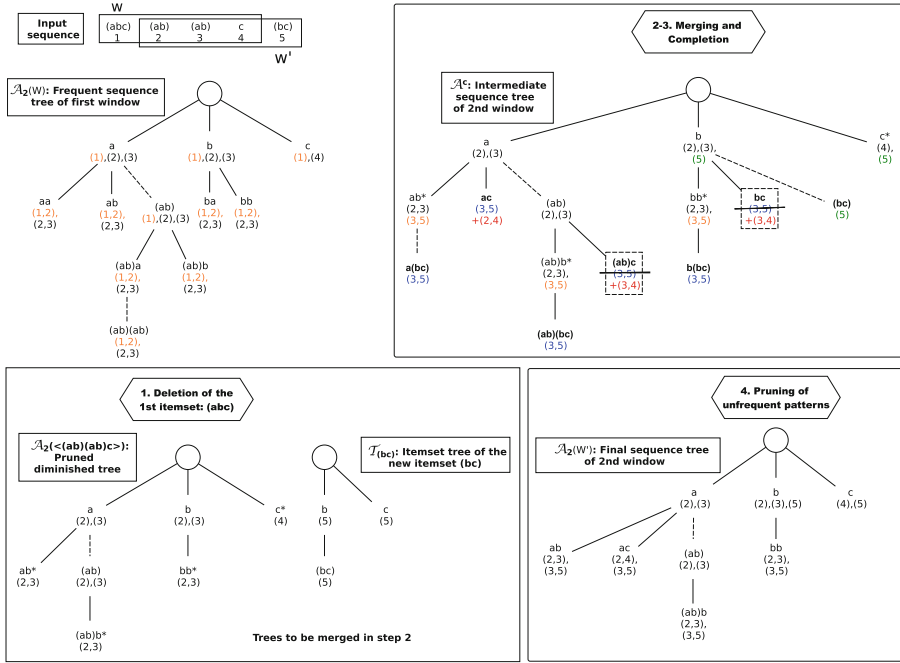 W
Input
sequence
(abc) (ab) (ab) c (bc)
1 2 3 4 5
W'
𝒜₂(W): Frequent sequence
tree of first window
a b c
(1),(2),(3) (1),(2),(3) (1),(4)
aa ab (ab) ba bb
(1,2), (1,2), (1),(2),(3) (1,2), (1,2),
(2,3) (2,3) (2,3) (2,3)
(ab)a (ab)b
(1,2), (1,2),
(2,3) (2,3)
(ab)(ab)
(1,2),
(2,3)
2-3. Merging and
Completion
𝒜ᶜ: Intermediate
sequence tree
of 2nd window
a b c*
(2),(3) (2),(3), (4),
(5) (5)
ab* ac (ab) bb* bc (bc)
(2,3) (3,5) (2),(3) (2,3), (3,5) (5)
(3,5) +(2,4) (3,5) +(3,4)
a(bc) (ab)b* (ab)c b(bc)
(3,5) (2,3), (3,5) (3,5)
(3,5) +(3,4)
(ab)(bc)
(3,5)
1. Deletion of the
1st itemset: (abc)
𝒜₂(<(ab)(ab)c>):
Pruned
diminished tree
ℐ(bc): Itemset tree of the
new itemset (bc)
a b c* b c
(2),(3) (2),(3) (4) (5) (5)
ab* (ab) bb* (bc)
(2,3) (2),(3) (2,3) (5)
(ab)b*
(2,3)
Trees to be merged in step 2
4. Pruning of
unfrequent patterns
𝒜₂(W'): Final sequence tree
of 2nd window
a b c
(2),(3) (2),(3),(5) (4),(5)
ab ac (ab) bb
(2,3), (2,4), (2),(3) (2,3),
(3,5) (3,5) (3,5)
(ab)b
(2,3),
(3,5)